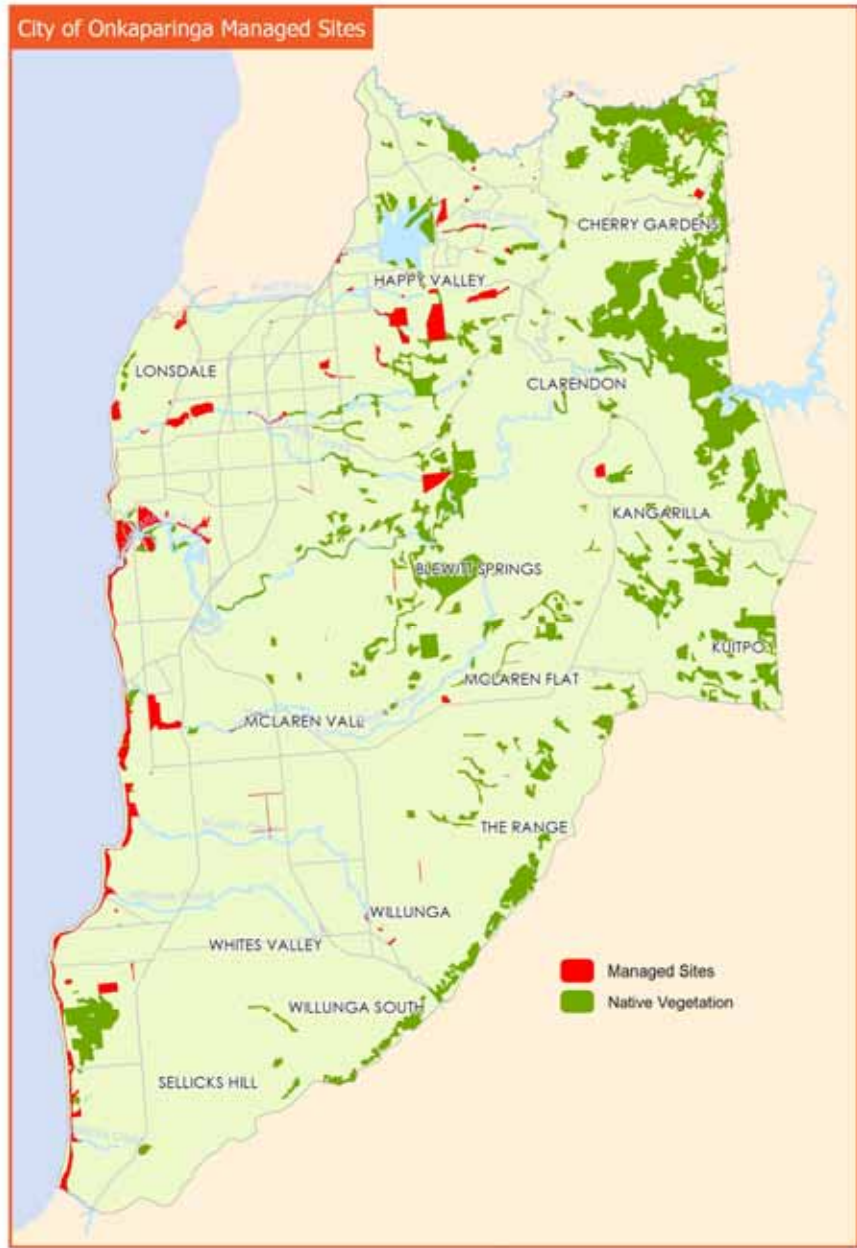 City of Onkaparinga Managed Sites
CHERRY GARDENS
HAPPY VALLEY
LONSDALE
CLARENDON
KANGARILLA
BLEWITT SPRINGS
KUITPO
MCLAREN FLAT
MCLAREN VALE
THE RANGE
WILLUNGA
WHITES VALLEY
Managed Sites
Native Vegetation
WILLUNGA SOUTH
SELLICKS HILL